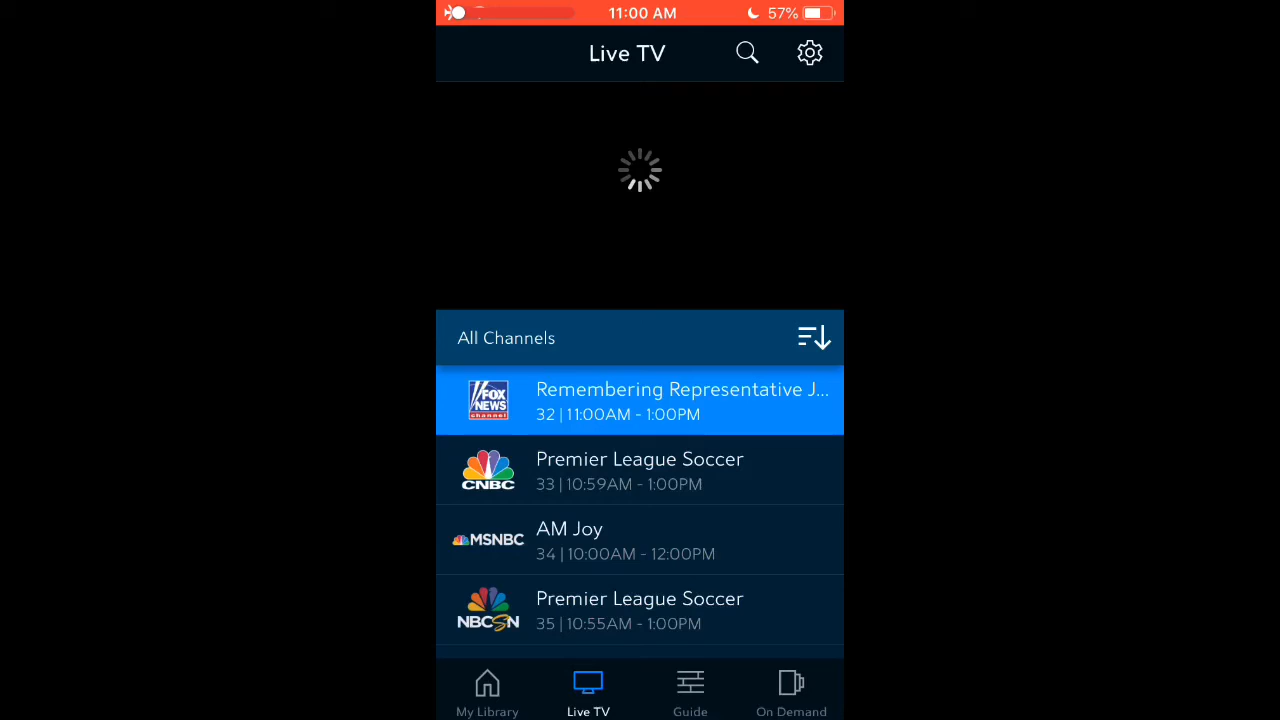 11:00 AM
57%
Live TV
All Channels
FOX
NEWS
channel
Remembering Representative J...
32 | 11:00AM - 1:00PM
CNBC
Premier League Soccer
33 | 10:59AM - 1:00PM
MSNBC
AM Joy
34 | 10:00AM - 12:00PM
NBCSN
Premier League Soccer
35 | 10:55AM - 1:00PM
My Library
Live TV
Guide
On Demand